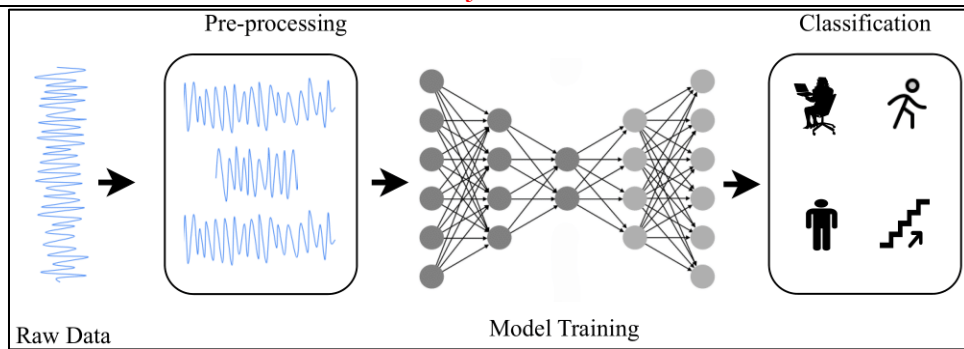 Pre-processing
Classification
Raw Data
Model Training